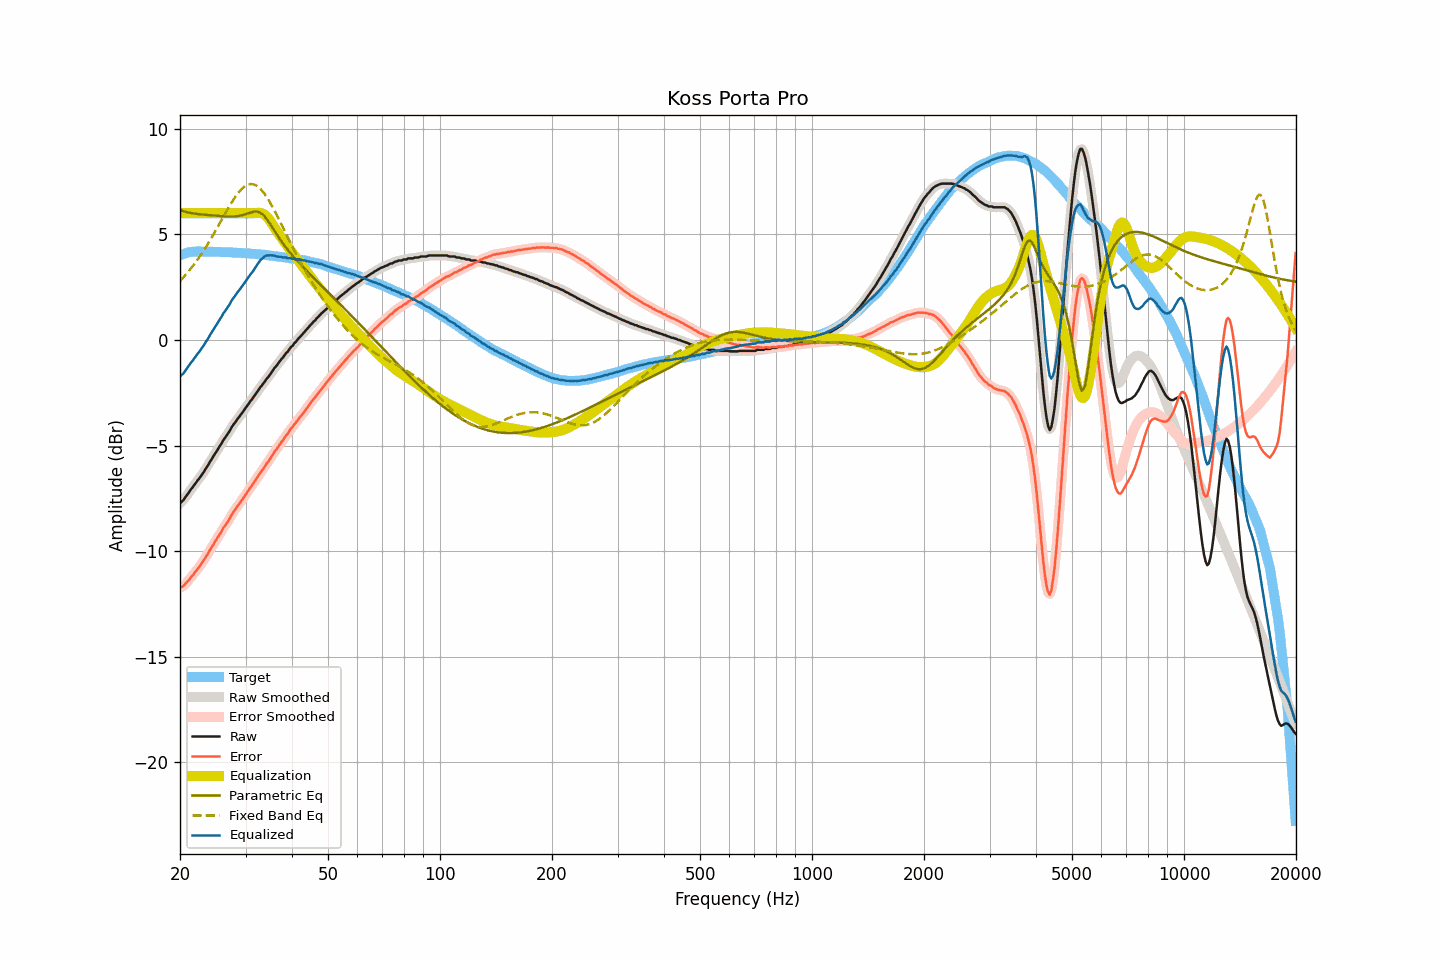 Koss Porta Pro
10
5
0
−5
−10
−15
−20
Amplitude (dBr)
Target
Raw Smoothed
Error Smoothed
Raw
Error
Equalization
Parametric Eq
Fixed Band Eq
Equalized
20 50 100 200 500 1000 2000 5000 10000 20000
Frequency (Hz)